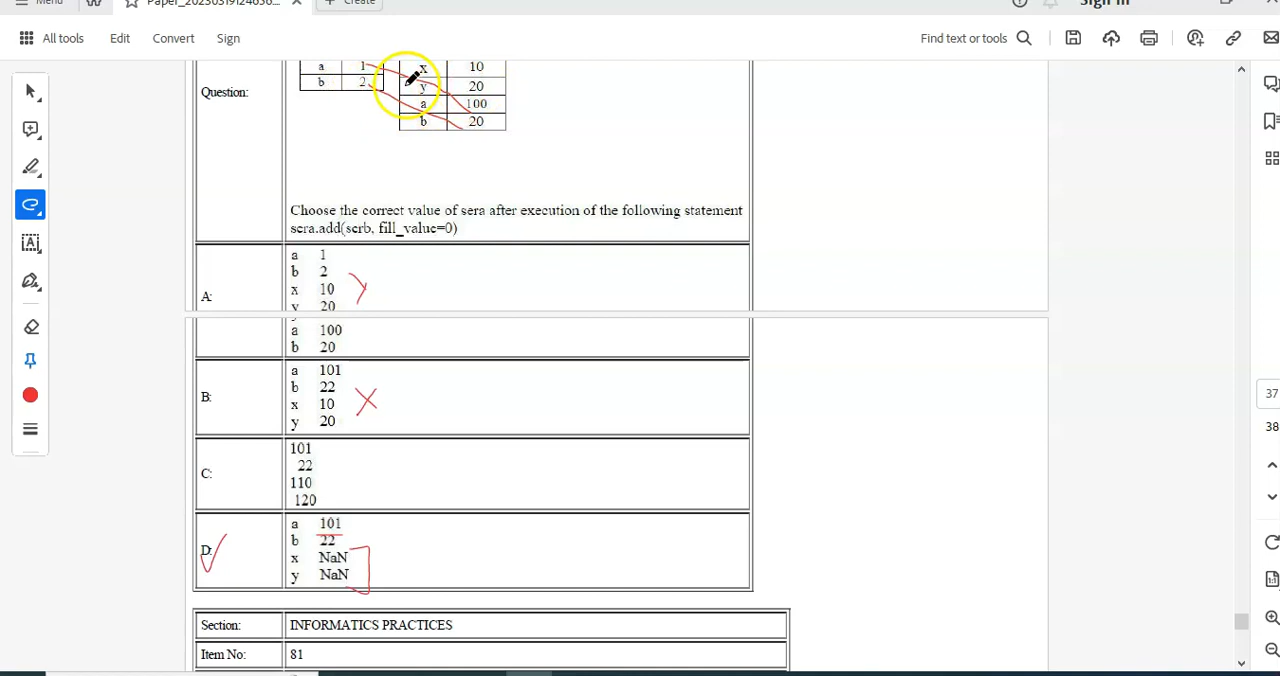 Menu
Paper_20230319124656...
Create
Sign in
All tools Edit Convert Sign
Find text or tools
Question:
a 1
b 2
x 10
y 20
a 100
b 20
Choose the correct value of sera after execution of the following statement
sera.add(serb, fill_value=0)
A:
a 1
b 2
x 10
y 20
a 100
b 20
B:
a 101
b 22
x 10
y 20
C:
101
22
110
120
D:
a 101
b 22
x NaN
y NaN
Section: INFORMATICS PRACTICES
Item No: 81
37
38